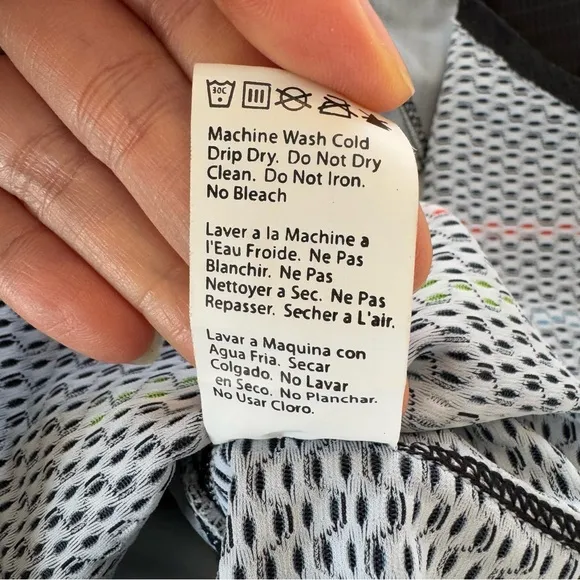 30C
Machine Wash Cold
Drip Dry. Do Not Dry
Clean. Do Not Iron.
No Bleach
Laver a la Machine a
l'Eau Froide. Ne Pas
Blanchir. Ne Pas
Nettoyer a Sec. Ne Pas
Repasser. Secher a L'air.
Lavar a Maquina con
Agua Fria. Secar
Colgado. No Lavar
en Seco. No Planchar.
No Usar Cloro.